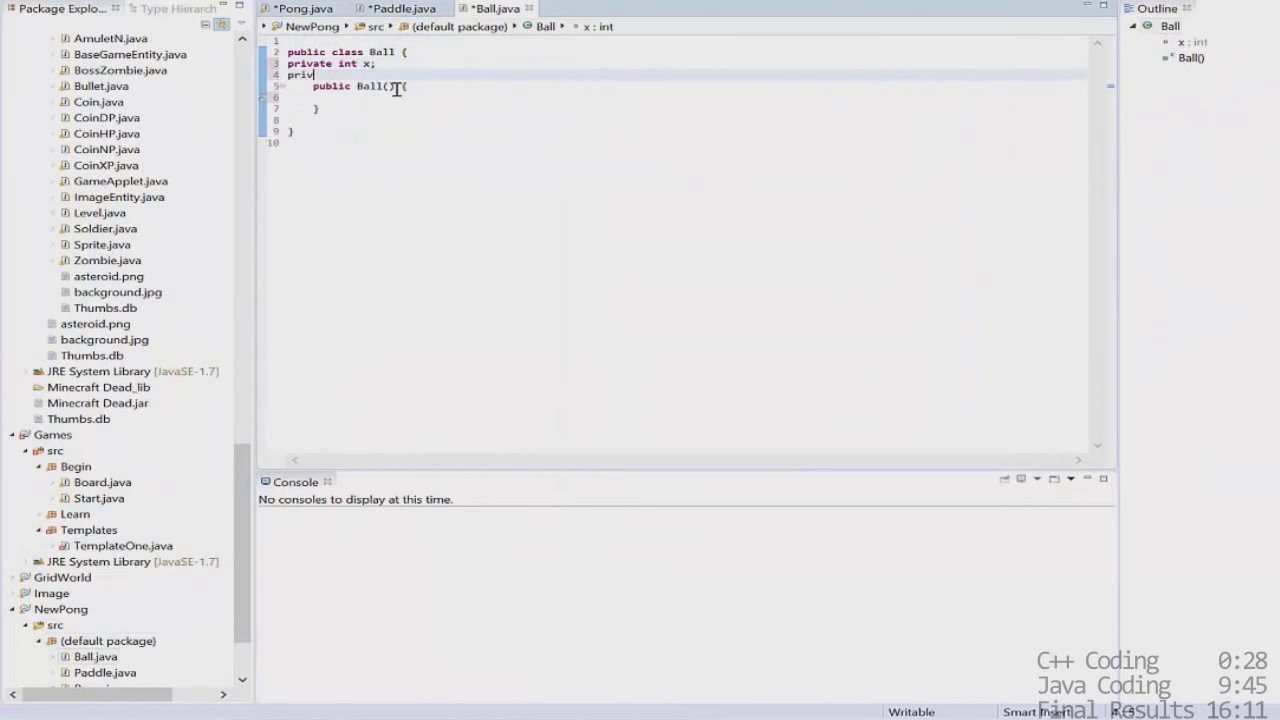 Package Explo...
Type Hierarch
AmuletN.java
BaseGameEntity.java
BossZombie.java
Bullet.java
Coin.java
CoinDP.java
CoinHP.java
CoinNP.java
CoinXP.java
GameApplet.java
ImageEntity.java
Level.java
Soldier.java
Sprite.java
Zombie.java
asteroid.png
background.jpg
Thumbs.db
asteroid.png
background.jpg
Thumbs.db
JRE System Library [JavaSE-1.7]
Minecraft Dead_lib
Minecraft Dead.jar
Thumbs.db
Games
src
Begin
Board.java
Start.java
Learn
Templates
TemplateOne.java
JRE System Library [JavaSE-1.7]
GridWorld
Image
NewPong
src
(default package)
Ball.java
Paddle.java
*Pong.java
*Paddle.java
*Ball.java
NewPong
src
(default package)
Ball
x : int
1
2 public class Ball {
3 private int x;
4 priv
5 public Ball() {
6
7 }
8
9 }
10
Console
No consoles to display at this time.
Outline
Ball
x : int
Ball()
C++ Coding 0:28
Java Coding 9:45
Final Results 16:11
Writable
Smart Insert